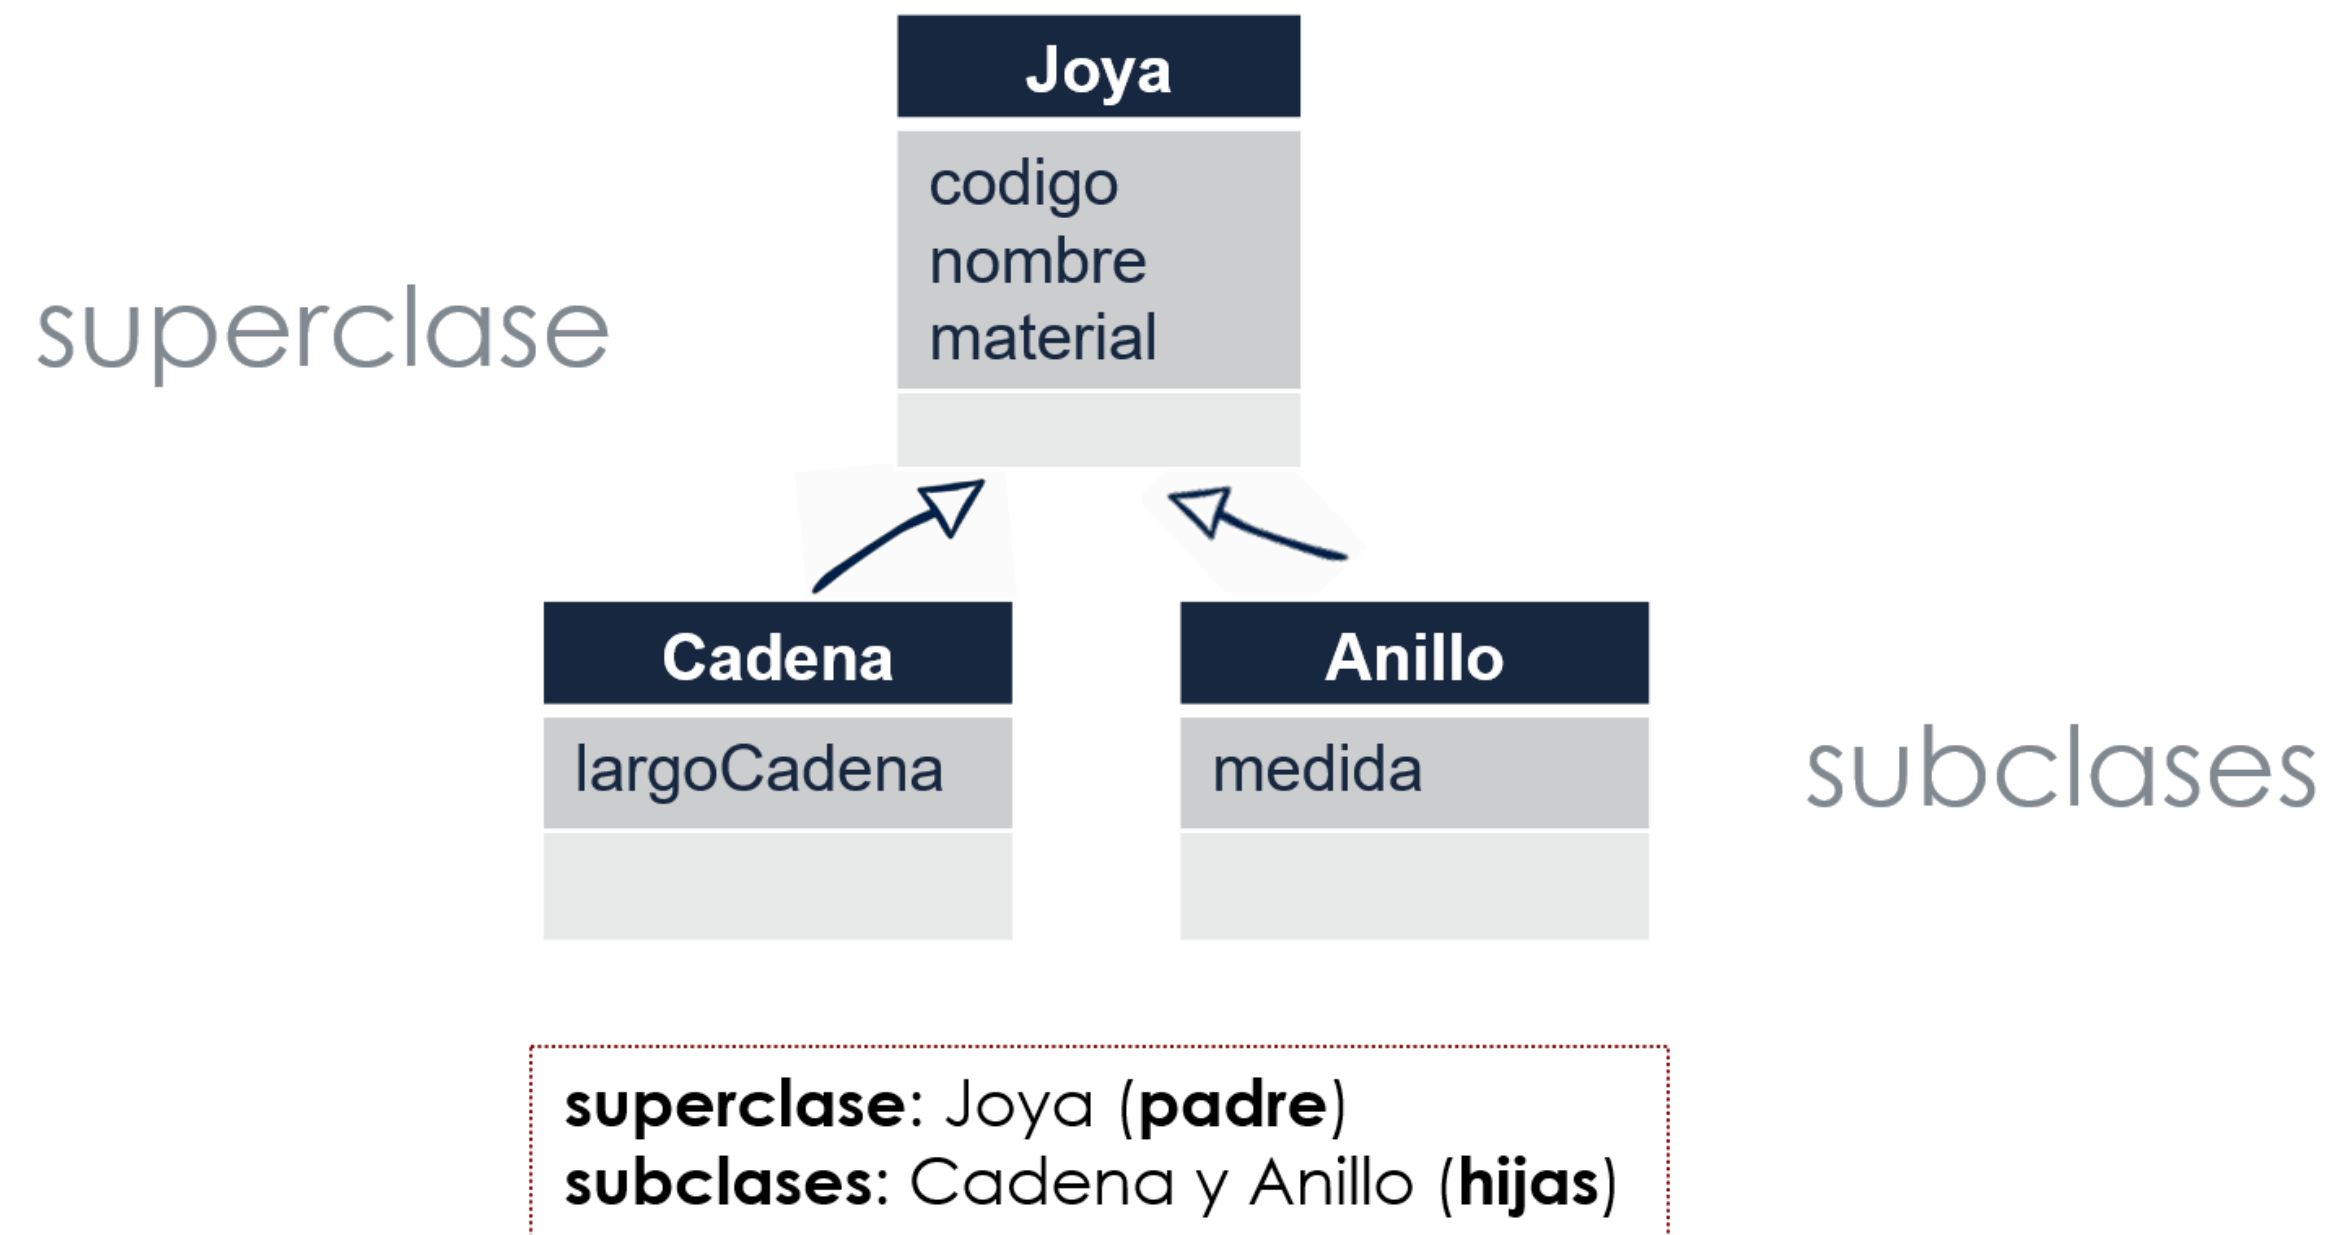 Joya
codigo
nombre
material
superclase
Cadena
largoCadena
Anillo
medida
subclases
superclase: Joya (padre)
subclases: Cadena y Anillo (hijas)